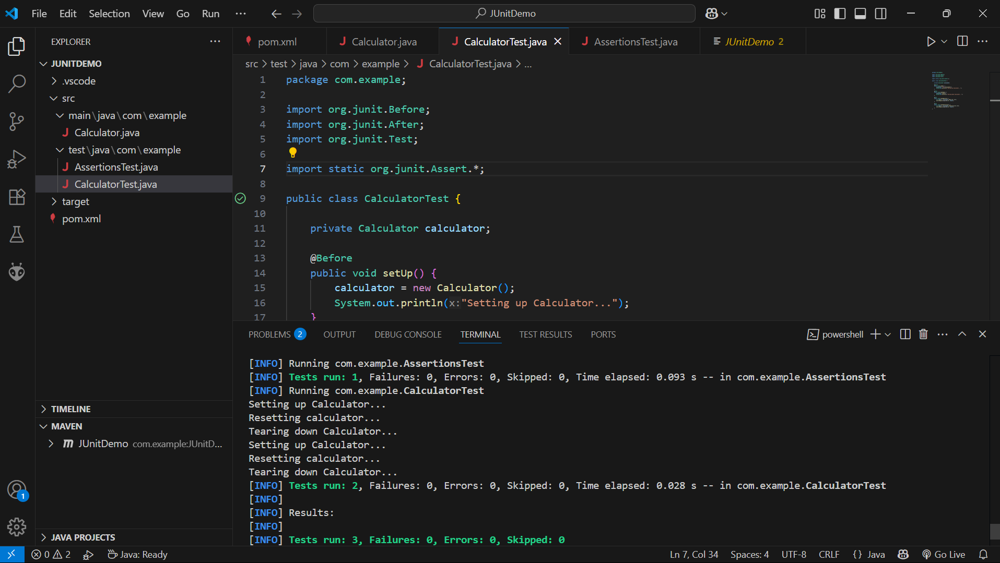 File Edit Selection View Go Run ··· JUnitDemo
EXPLORER ···
JUNITDEMO
.vscode
src
main\java\com\example
Calculator.java
test\java\com\example
AssertionsTest.java
CalculatorTest.java
target
pom.xml
TIMELINE
MAVEN
JUnitDemo com.example:JUnitD...
JAVA PROJECTS
pom.xml Calculator.java CalculatorTest.java AssertionsTest.java JUnitDemo 2
src > test > java > com > example > CalculatorTest.java > ...
1 package com.example;
2
3 import org.junit.Before;
4 import org.junit.After;
5 import org.junit.Test;
6
7 import static org.junit.Assert.*;
8
9 public class CalculatorTest {
10
11 private Calculator calculator;
12
13 @Before
14 public void setUp() {
15 calculator = new Calculator();
16 System.out.println(x:"Setting up Calculator...");
17 }
PROBLEMS 2 OUTPUT DEBUG CONSOLE TERMINAL TEST RESULTS PORTS powershell
[INFO] Running com.example.AssertionsTest
[INFO] Tests run: 1, Failures: 0, Errors: 0, Skipped: 0, Time elapsed: 0.093 s -- in com.example.AssertionsTest
[INFO] Running com.example.CalculatorTest
Setting up Calculator...
Resetting calculator...
Tearing down Calculator...
Setting up Calculator...
Resetting calculator...
Tearing down Calculator...
[INFO] Tests run: 2, Failures: 0, Errors: 0, Skipped: 0, Time elapsed: 0.028 s -- in com.example.CalculatorTest
[INFO]
[INFO] Results:
[INFO]
[INFO] Tests run: 3, Failures: 0, Errors: 0, Skipped: 0
1
0 2 Java: Ready Ln 7, Col 34 Spaces: 4 UTF-8 CRLF {} Java Go Live